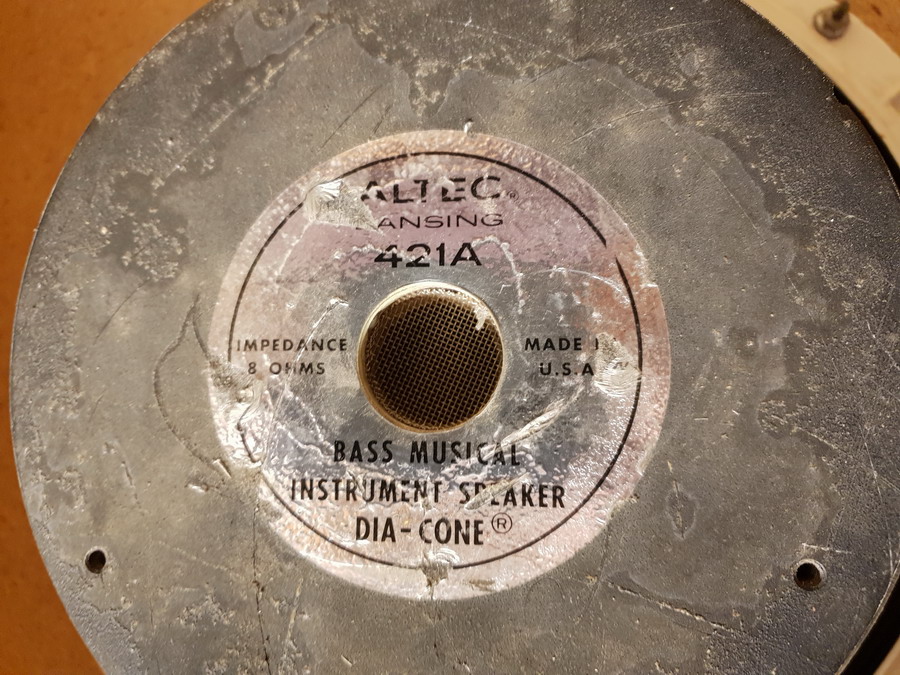 ALTEC®
LANSING
421A
IMPEDANCE
8 OHMS
MADE IN
U.S.A.
BASS MUSICAL
INSTRUMENT SPEAKER
DIA-CONE®